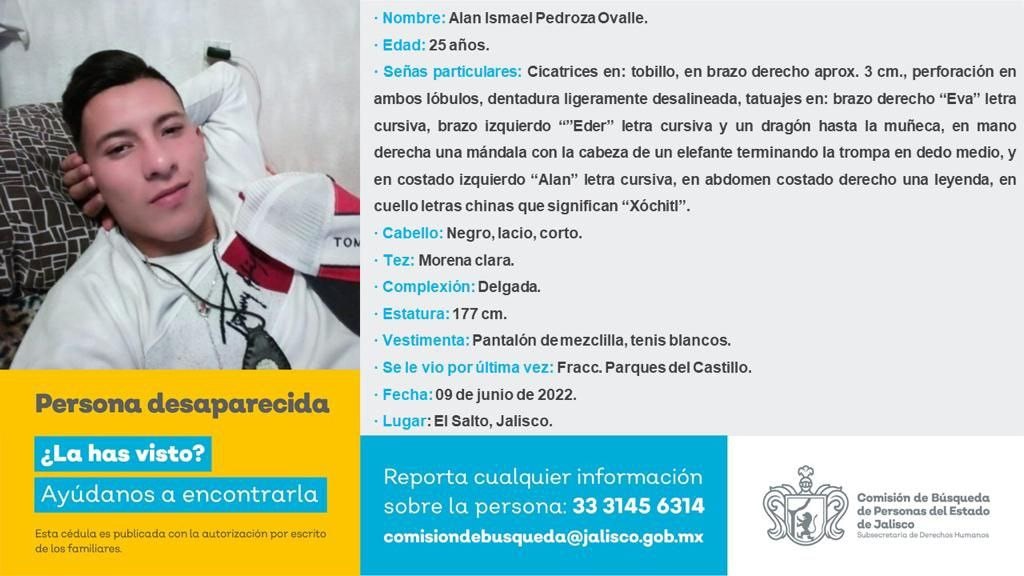 · Nombre: Alan Ismael Pedroza Ovalle.
· Edad: 25 años.
· Señas particulares: Cicatrices en: tobillo, en brazo derecho aprox. 3 cm., perforación en
ambos lóbulos, dentadura ligeramente desalineada, tatuajes en: brazo derecho “Eva” letra
cursiva, brazo izquierdo “”Eder” letra cursiva y un dragón hasta la muñeca, en mano
derecha una mándala con la cabeza de un elefante terminando la trompa en dedo medio, y
en costado izquierdo “Alan” letra cursiva, en abdomen costado derecho una leyenda, en
cuello letras chinas que significan “Xóchitl”.
· Cabello: Negro, lacio, corto.
· Tez: Morena clara.
· Complexión: Delgada.
· Estatura: 177 cm.
· Vestimenta: Pantalón de mezclilla, tenis blancos.
· Se le vio por última vez: Fracc. Parques del Castillo.
· Fecha: 09 de junio de 2022.
· Lugar: El Salto, Jalisco.
TOM
Persona desaparecida
¿La has visto?
Ayúdanos a encontrarla
Esta cédula es publicada con la autorización por escrito
de los familiares.
Reporta cualquier información
sobre la persona: 33 3145 6314
comisiondebusqueda@jalisco.gob.mx
Comisión de Búsqueda
de Personas del Estado
de Jalisco
Subsecretaría de Derechos Humanos